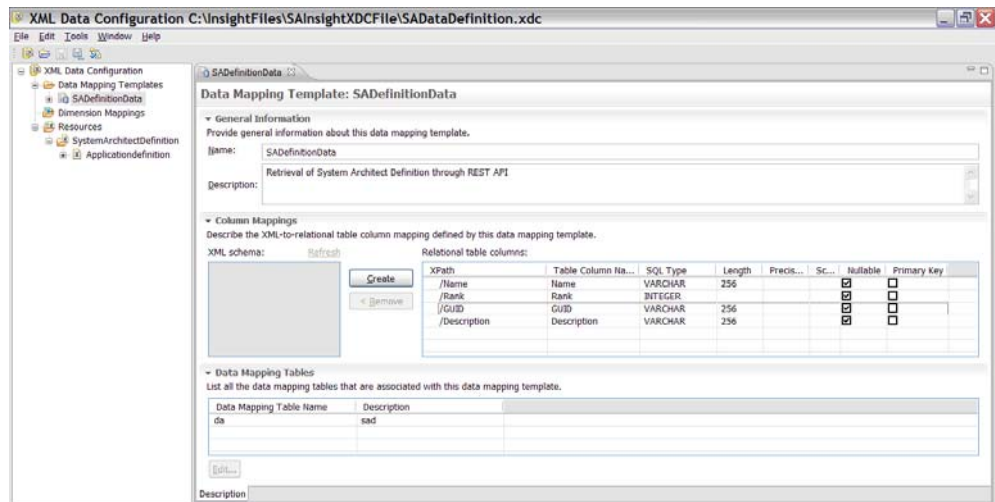 XML Data Configuration C:\InsightFiles\SAInsightXDCFile\SADataDefinition.xdc
File Edit Tools Window Help
XML Data Configuration
Data Mapping Templates
SADefinitionData
Dimension Mappings
Resources
SystemArchitectDefinition
Applicationdefinition
SADefinitionData
Data Mapping Template: SADefinitionData
General Information
Provide general information about this data mapping template.
Name: SADefinitionData
Description: Retrieval of System Architect Definition through REST API
Column Mappings
Describe the XML-to-relational table column mapping defined by this data mapping template.
XML schema: Refresh Relational table columns:
Create
< Remove
XPath Table Column Na... SQL Type Length Precis... Sc... Nullable Primary Key
/Name Name VARCHAR 256
/Rank Rank INTEGER
/GUID GUID VARCHAR 256
/Description Description VARCHAR 256
Data Mapping Tables
List all the data mapping tables that are associated with this data mapping template.
Data Mapping Table Name Description
da sad
Edit...
Description